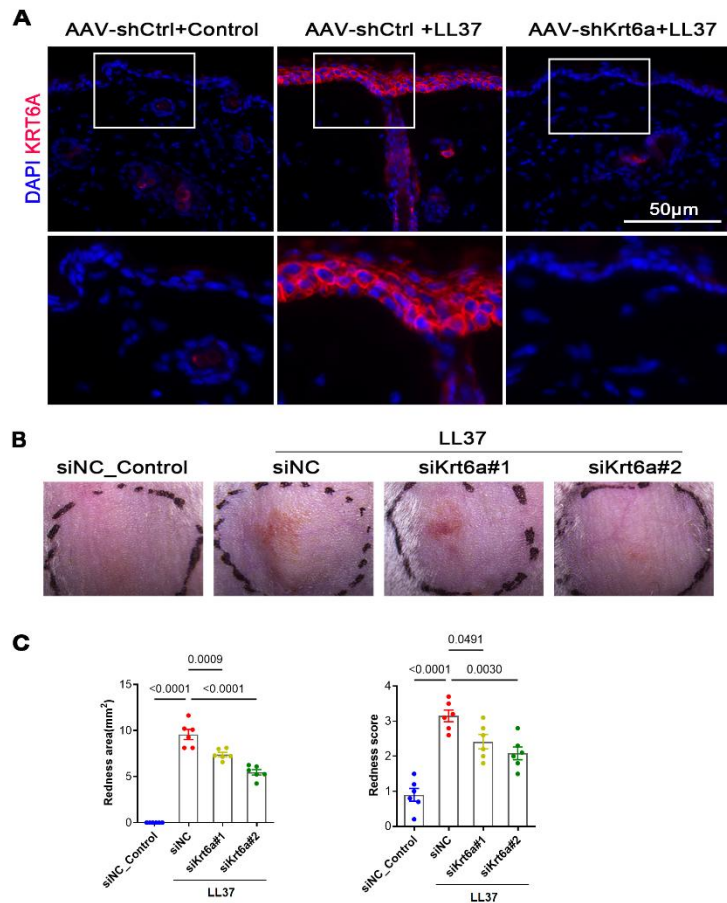 A
AAV-shCtrl+Control AAV-shCtrl +LL37 AAV-shKrt6a+LL37
DAPI KRT6A
50µm
B
LL37
siNC_Control siNC siKrt6a#1 siKrt6a#2
C
0.0009
<0.0001 <0.0001
Redness area(mm²)
15
10
5
0
siNC_Control siNC siKrt6a#1 siKrt6a#2
LL37
0.0491
<0.0001 0.0030
Redness score
4
3
2
1
0
siNC_Control siNC siKrt6a#1 siKrt6a#2
LL37